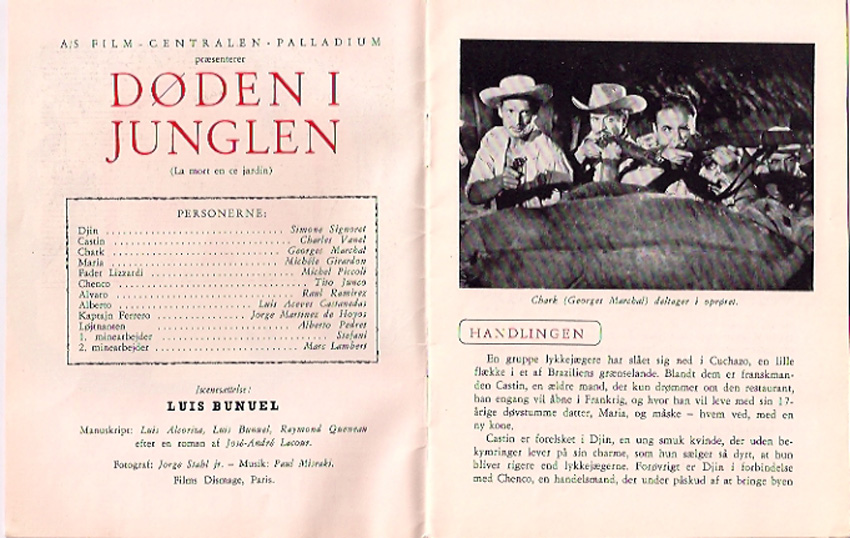 A/S FILM-CENTRALEN-PALLADIUM
præsenterer
DØDEN I
JUNGLEN
(La mort en ce jardin)
PERSONERNE:
Djin ........ Simone Signoret
Castin ........ Charles Vanel
Chark ........ Georges Marchal
Maria ........ Michèle Girardon
Fader Lizzardi ........ Michel Piccoli
Chenco ........ Tito Junco
Alvaro ........ Raul Ramirez
Alberto ........ Luis Aceves Castanedas
Kaptajn Ferrero ........ Jorge Martinez de Hoyos
Løjtnanten ........ Alberto Pedret
1. minearbejder ........ Stefani
2. minearbejder ........ Marc Lambert
Iscenesættelse:
LUIS BUNUEL
Manuskript: Luis Alcorisa, Luis Bunuel, Raymond Queneau
efter en roman af José-André Lacour.
Fotograf: Jorge Stahl jr. – Musik: Paul Misraki.
Films Dismage, Paris.
Chark (Georges Marchal) deltager i oprøret.
HANDLINGEN
En gruppe lykkejægere har slået sig ned i Cuchazo, en lille
flække i et af Braziliens grænselande. Blandt dem er franskman-
den Castin, en ældre mand, der kun drømmer om den restaurant,
han engang vil åbne i Frankrig, og hvor han vil leve med sin 17-
årige døvstumme datter, Maria, og måske – hvem ved, med en
ny kone.
Castin er forelsket i Djin, en ung smuk kvinde, der uden be-
kymringer lever på sin charme, som hun sælger så dyrt, at hun
bliver rigere end lykkejægerne. Forøvrigt er Djin i forbindelse
med Chenco, en handelsmand, der under påskud af at bringe byen